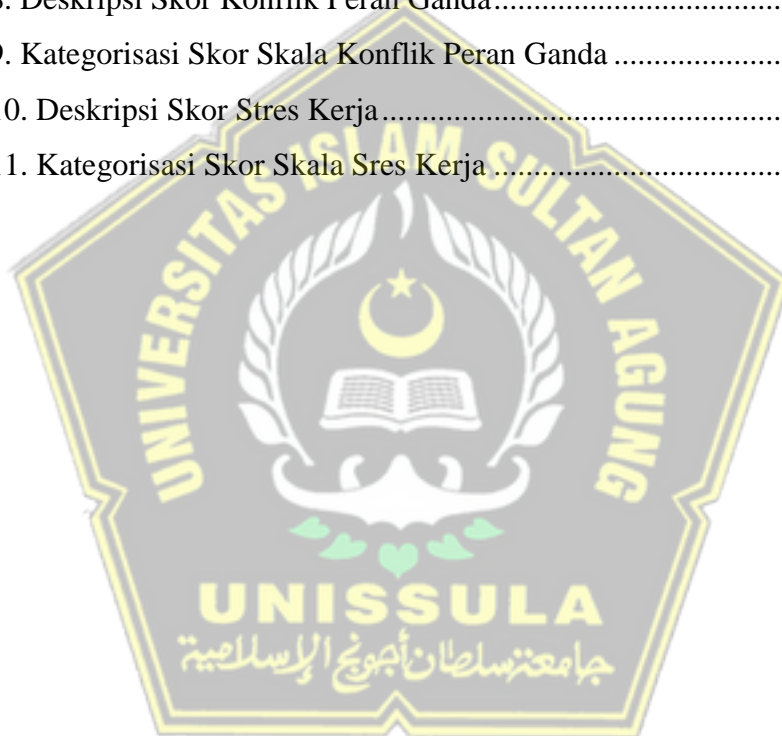 8. Deskripsi Skor Konflik Peran Ganda................................
9. Kategorisasi Skor Skala Konflik Peran Ganda ...................
10. Deskripsi Skor Stres Kerja.............................................
11. Kategorisasi Skor Skala Sres Kerja ................................
UNIVERSITAS ISLAM SULTAN AGUNG
UNISSULA
جامعة سلطان أجونج الإسلامية